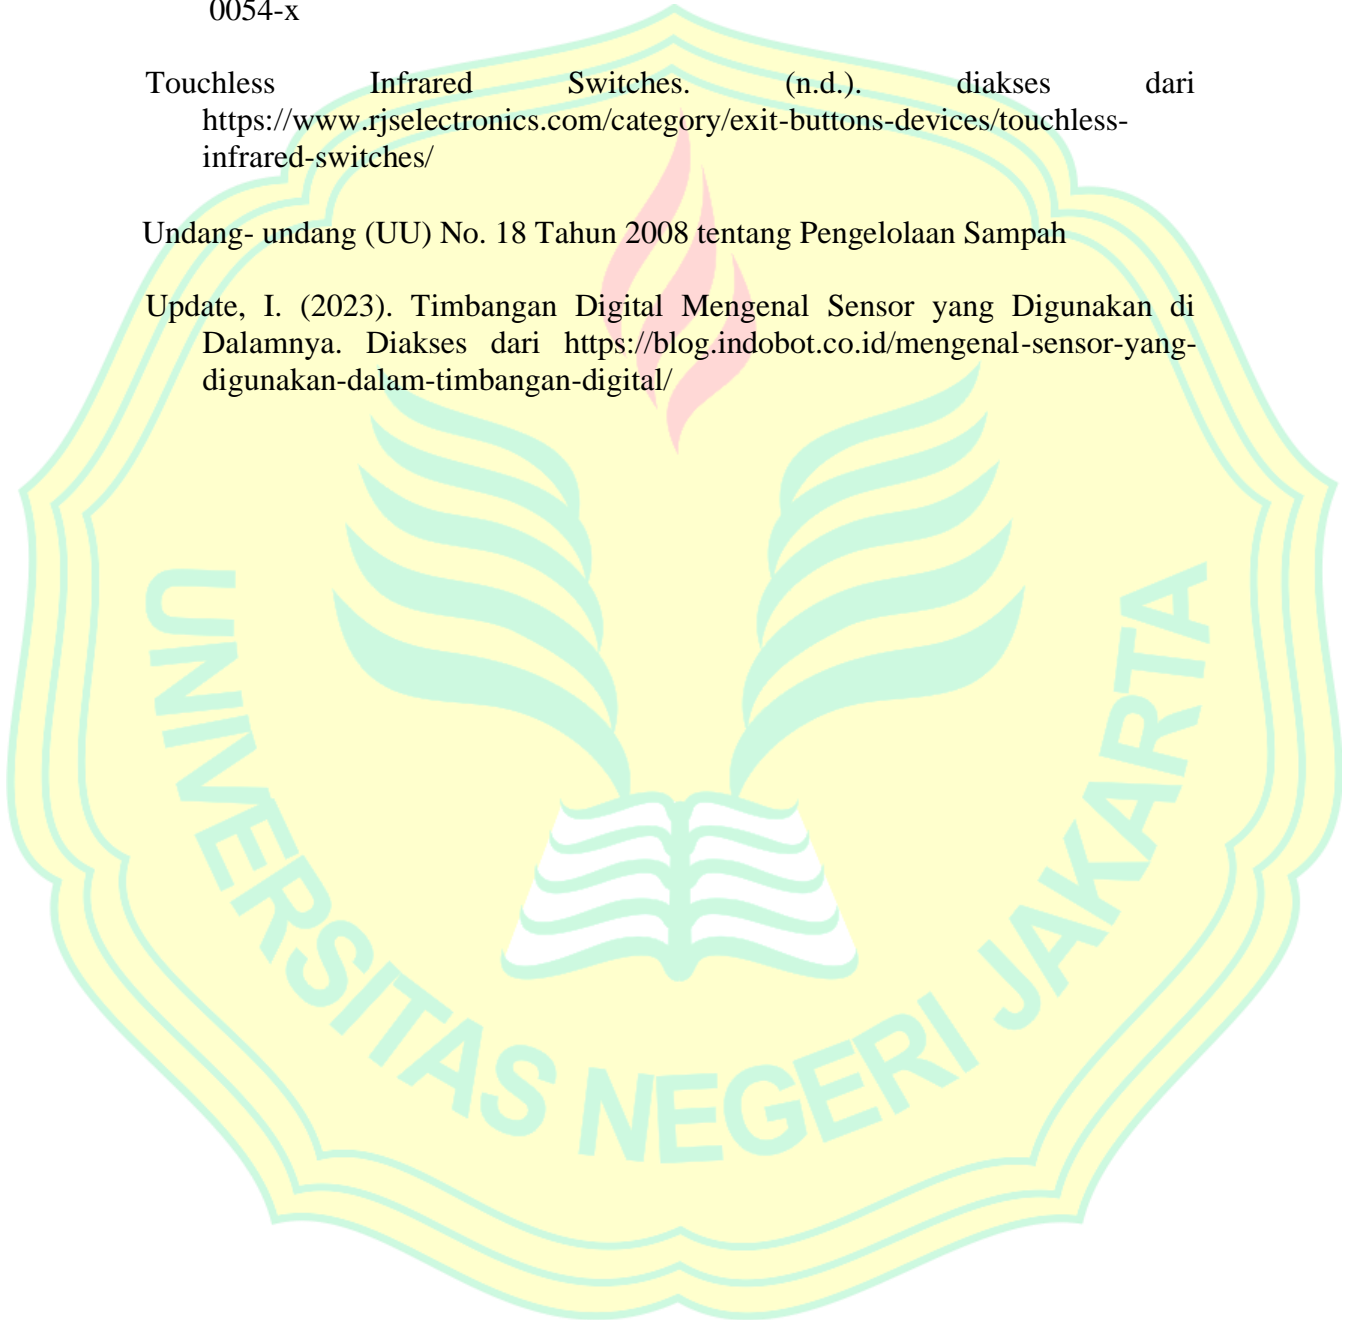 0054-x
Touchless Infrared Switches. (n.d.). diakses dari
https://www.rjselectronics.com/category/exit-buttons-devices/touchless-
infrared-switches/
Undang- undang (UU) No. 18 Tahun 2008 tentang Pengelolaan Sampah
Update, I. (2023). Timbangan Digital Mengenal Sensor yang Digunakan di
Dalamnya. Diakses dari https://blog.indobot.co.id/mengenal-sensor-yang-
digunakan-dalam-timbangan-digital/
UNIVERSITAS NEGERI JAKARTA